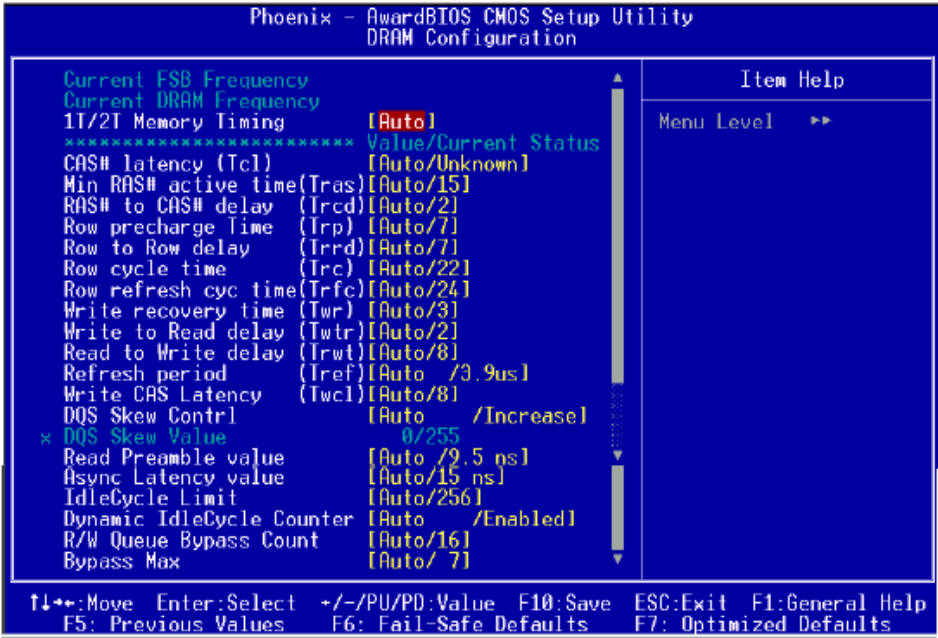 Phoenix - AwardBIOS CMOS Setup Utility
DRAM Configuration
Current FSB Frequency
Current DRAM Frequency
1T/2T Memory Timing [Auto]
************************* Value/Current Status
CAS# latency (Tcl) [Auto/Unknown]
Min RAS# active time(Tras)[Auto/15]
RAS# to CAS# delay (Trcd)[Auto/2]
Row precharge Time (Trp) [Auto/7]
Row to Row delay (Trrd)[Auto/7]
Row cycle time (Trc) [Auto/22]
Row refresh cyc time(Trfc)[Auto/24]
Write recovery time (Twr) [Auto/3]
Write to Read delay (Twtr)[Auto/2]
Read to Write delay (Trwt)[Auto/8]
Refresh period (Tref)[Auto /3.9us]
Write CAS Latency (Twcl)[Auto/8]
DQS Skew Contrl [Auto /Increase]
x DQS Skew Value 0/255
Read Preamble value [Auto /9.5 ns]
Async Latency value [Auto/15 ns]
IdleCycle Limit [Auto/256]
Dynamic IdleCycle Counter [Auto /Enabled]
R/W Queue Bypass Count [Auto/16]
Bypass Max [Auto/ 7]
Item Help
Menu Level ▸▸
↑↓→←:Move Enter:Select +/-/PU/PD:Value F10:Save ESC:Exit F1:General Help
F5: Previous Values F6: Fail-Safe Defaults F7: Optimized Defaults